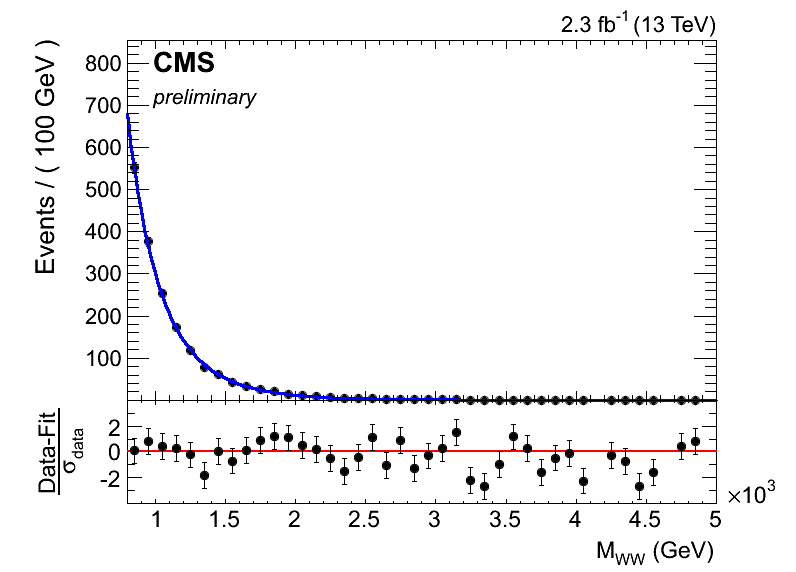 2.3 fb⁻¹ (13 TeV)
CMS
preliminary
Events / ( 100 GeV )
800
700
600
500
400
300
200
100
Data-Fit
σdata
2
0
-2
1 1.5 2 2.5 3 3.5 4 4.5 5
×10³
MWW (GeV)